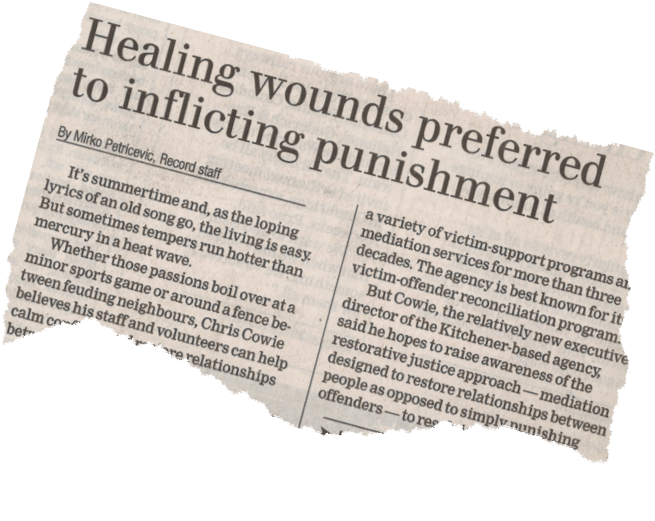 Healing wounds preferred
to inflicting punishment
By Mirko Petricevic, Record staff
It's summertime and, as the loping
lyrics of an old song go, the living is easy.
But sometimes tempers run hotter than
mercury in a heat wave.
Whether those passions boil over at a
minor sports game or around a fence be-
tween feuding neighbours, Chris Cowie
believes his staff and volunteers can help
calm
relationships
a variety of victim-support programs
mediation services for more than three
decades. The agency is best known for
victim-offender reconciliation program.
But Cowie, the relatively new executive
director of the Kitchener-based agency,
said he hopes to raise awareness of the
restorative justice approach — mediation
designed to restore relationships between
people as opposed to simply punishing
offenders — to